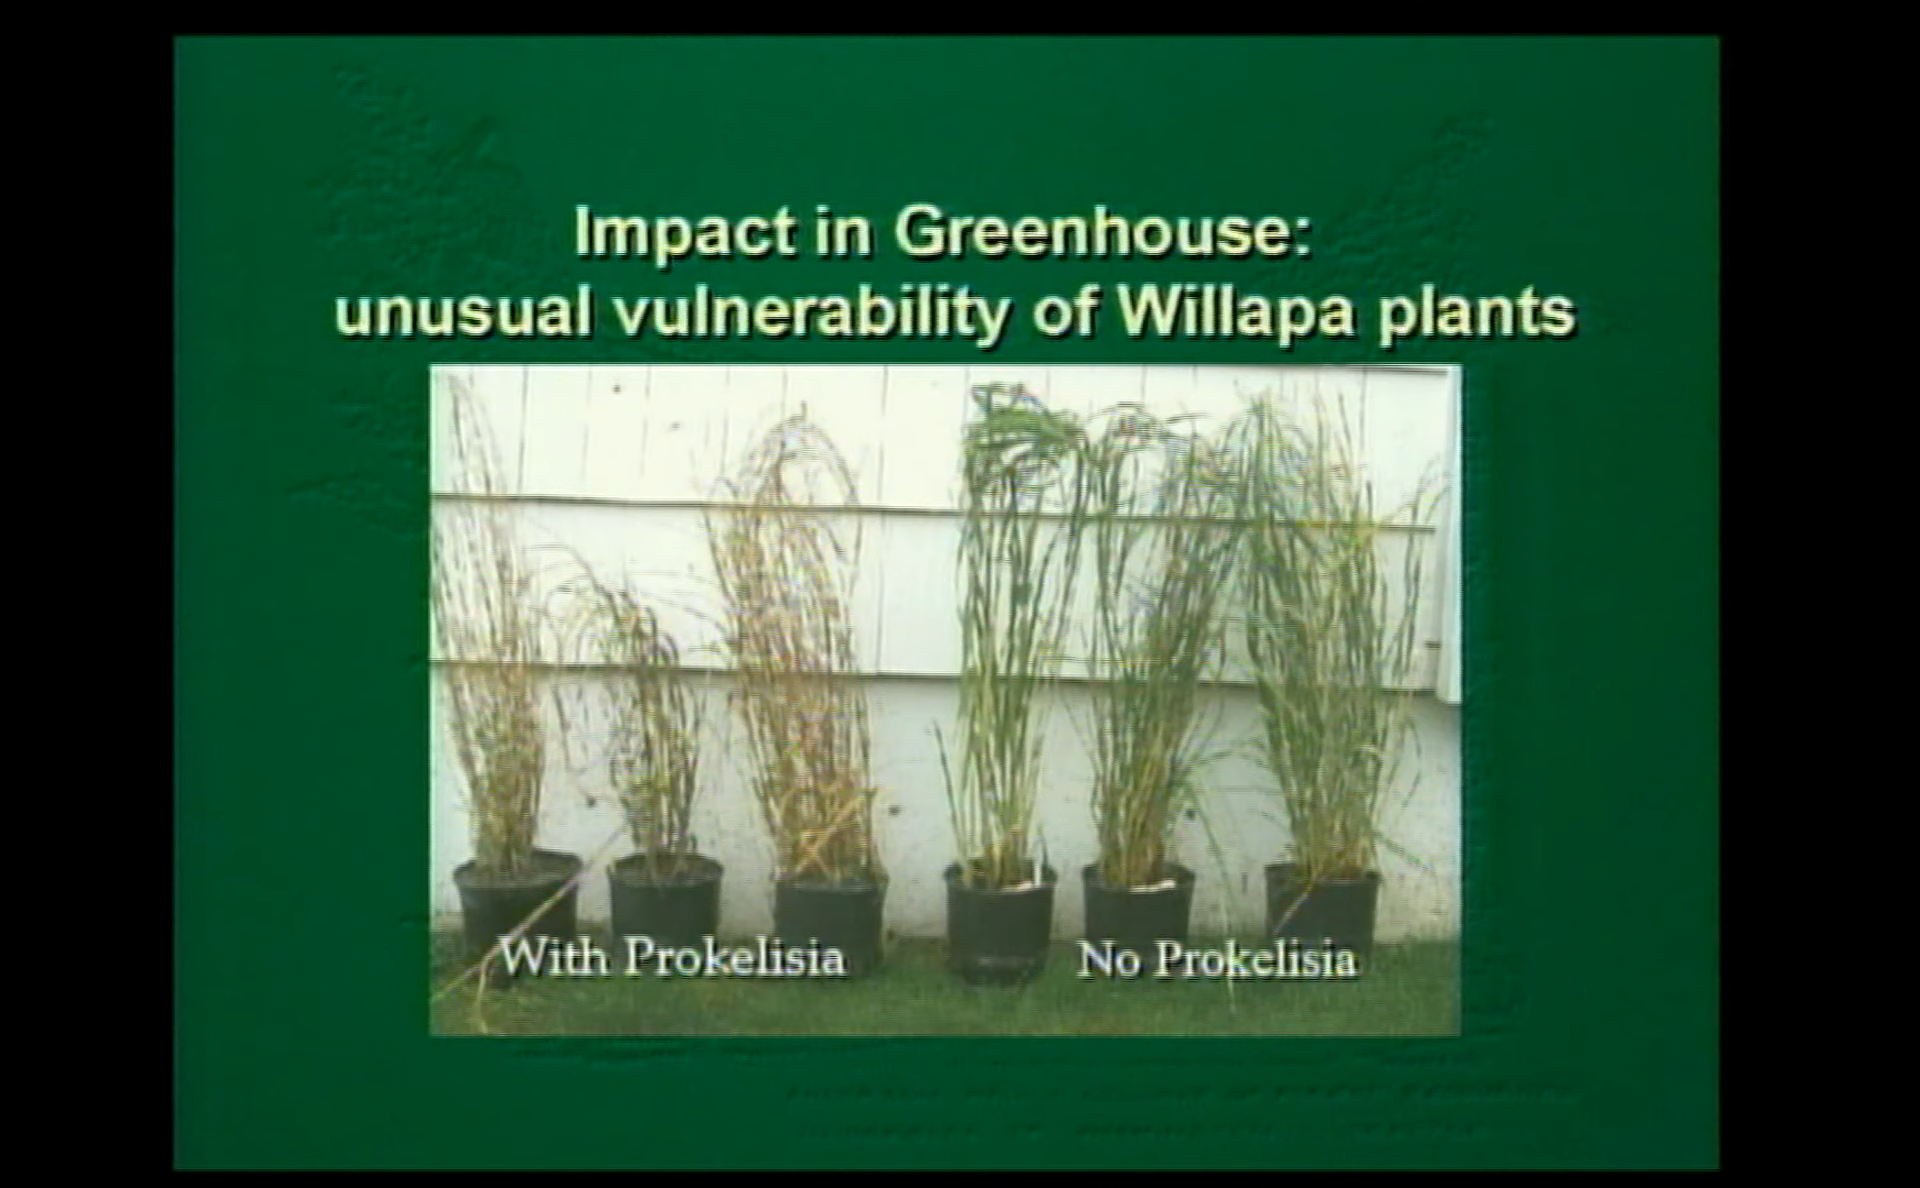 Impact in Greenhouse:
unusual vulnerability of Willapa plants
With Prokelisia
No Prokelisia